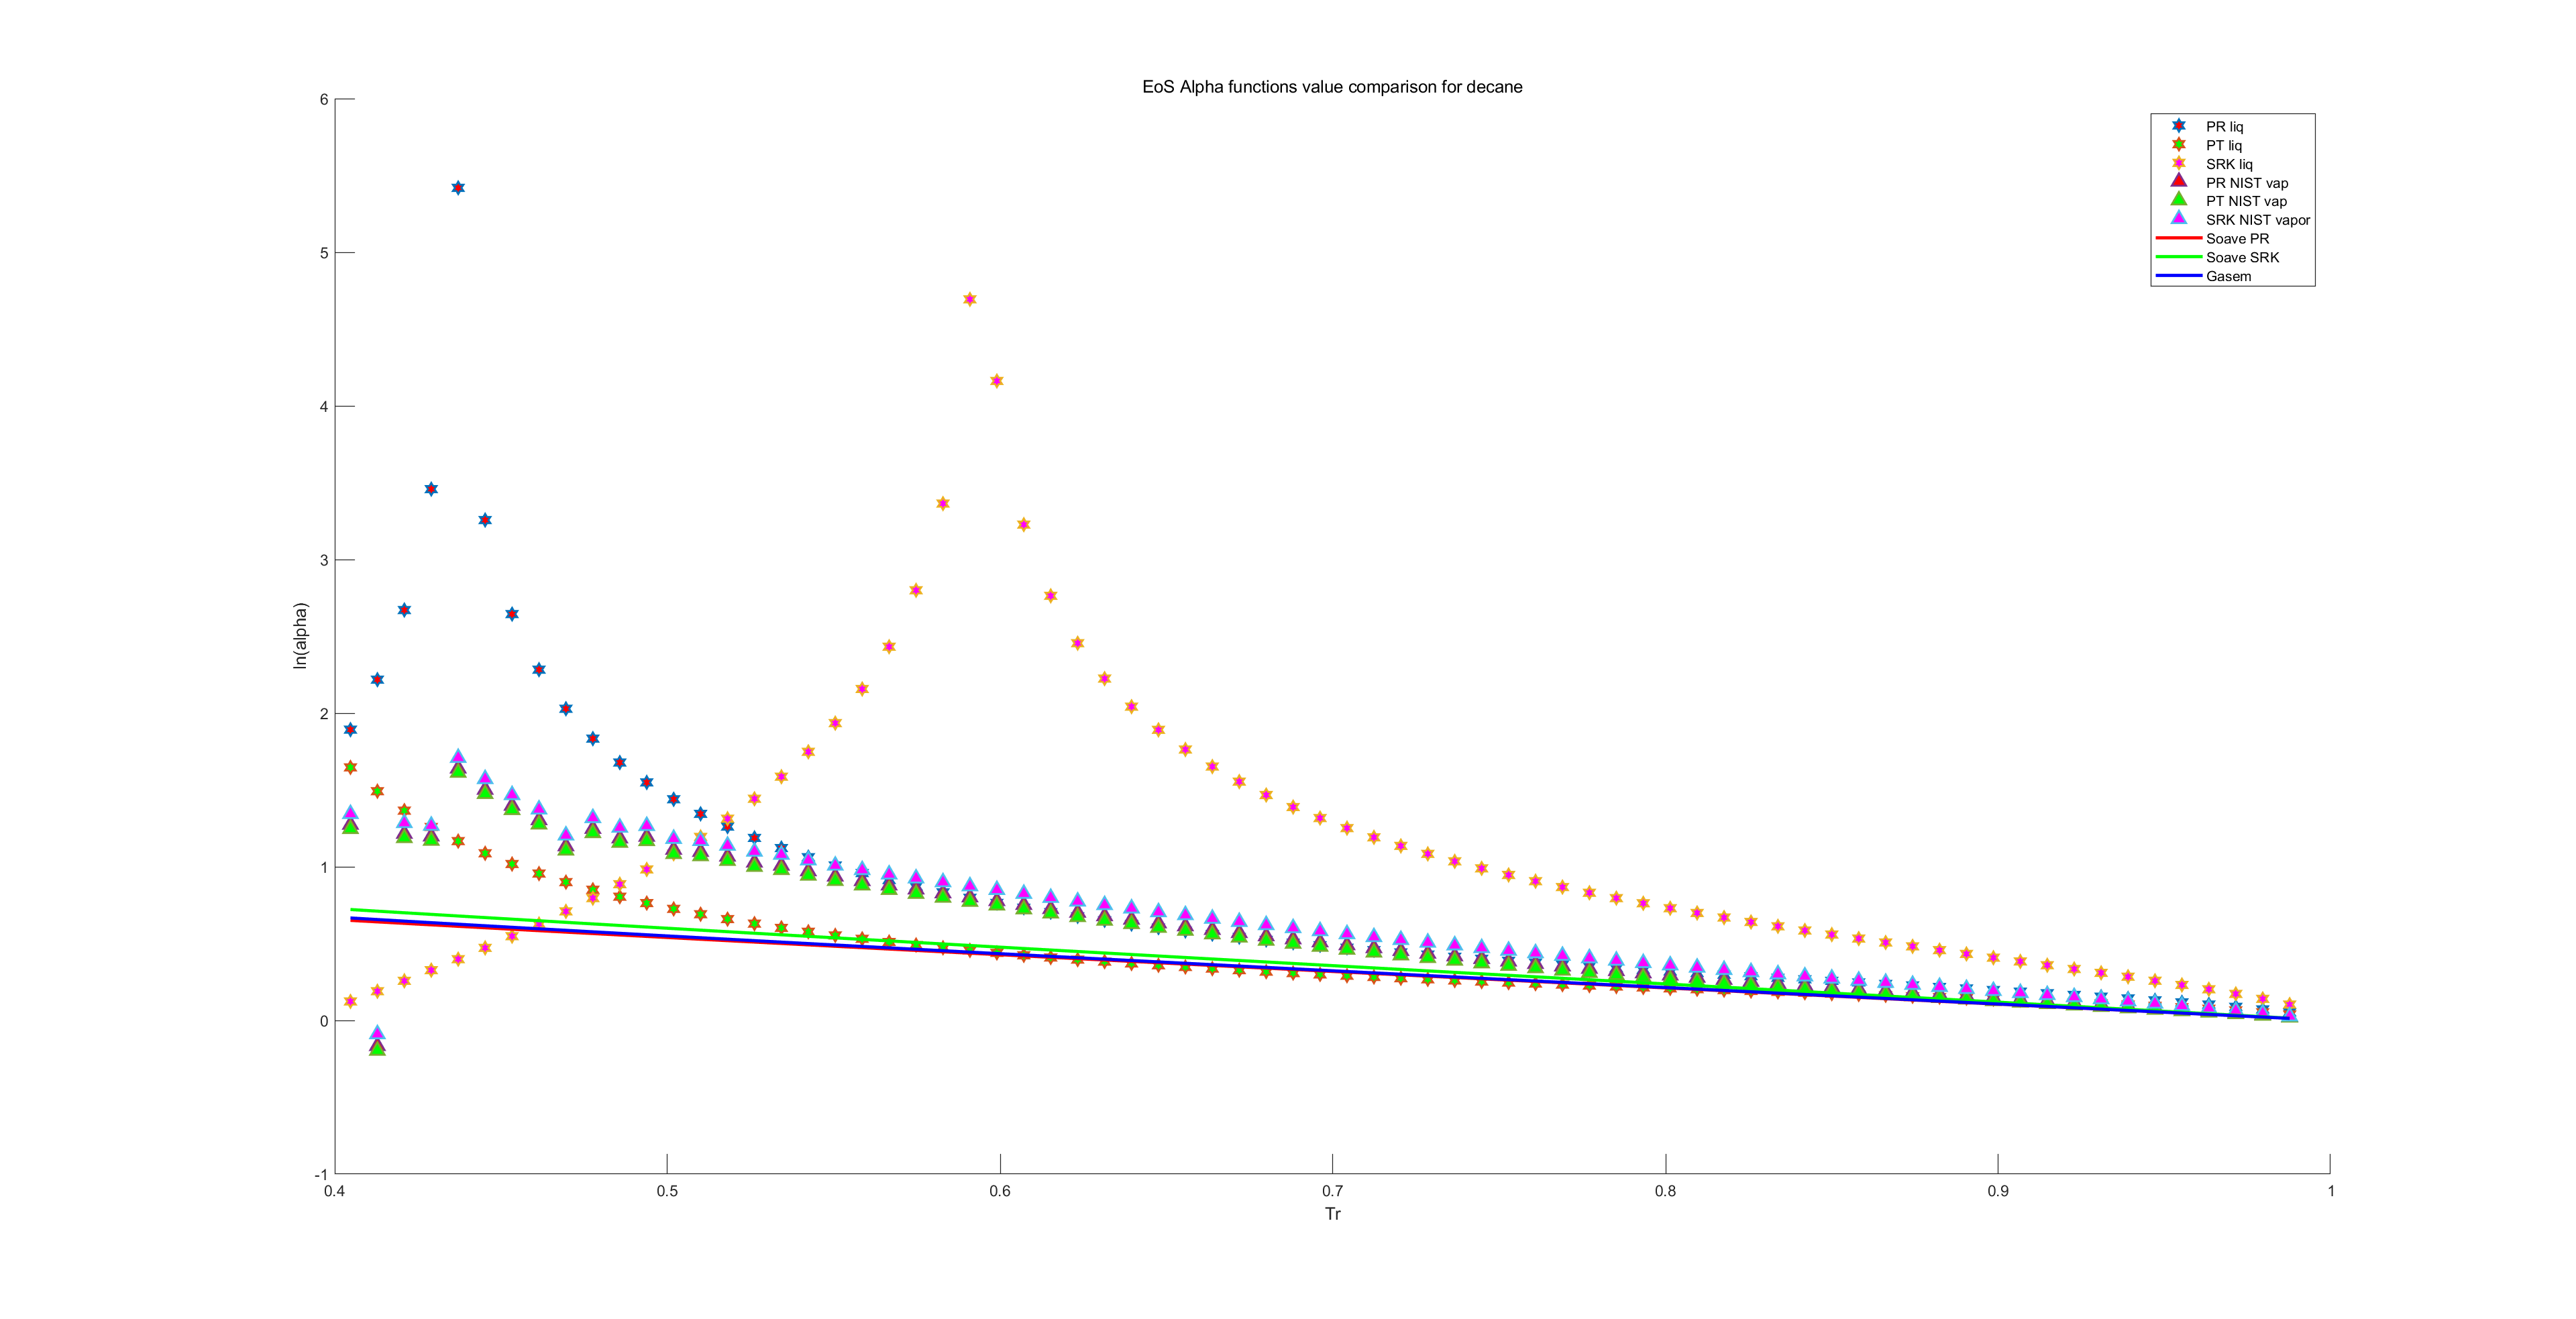 EoS Alpha functions value comparison for decane
6
5
4
3
2
1
0
-1
ln(alpha)
0.4
0.5
0.6
0.7
0.8
0.9
1
Tr
PR liq
PT liq
SRK liq
PR NIST vap
PT NIST vap
SRK NIST vapor
Soave PR
Soave SRK
Gasem